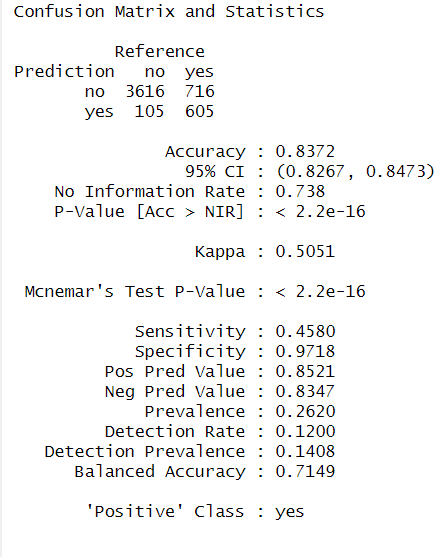 Confusion Matrix and Statistics
Reference
Prediction no yes
no 3616 716
yes 105 605
Accuracy : 0.8372
95% CI : (0.8267, 0.8473)
No Information Rate : 0.738
P-Value [Acc > NIR] : < 2.2e-16
Kappa : 0.5051
Mcnemar's Test P-Value : < 2.2e-16
Sensitivity : 0.4580
Specificity : 0.9718
Pos Pred Value : 0.8521
Neg Pred Value : 0.8347
Prevalence : 0.2620
Detection Rate : 0.1200
Detection Prevalence : 0.1408
Balanced Accuracy : 0.7149
'Positive' Class : yes